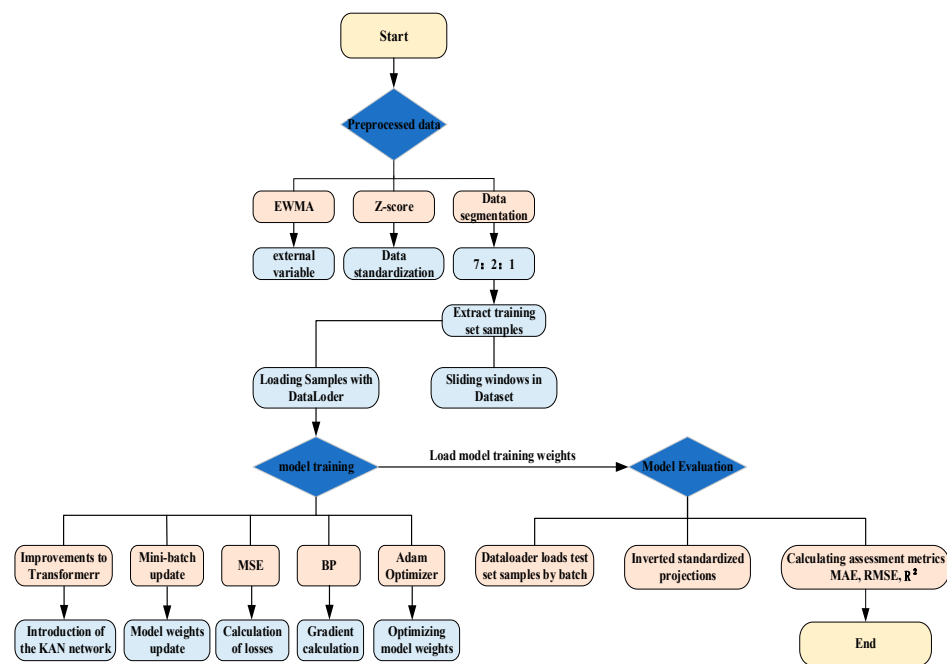 Start
Preprocessed data
EWMA
Z-score
Data
segmentation
external
variable
Data
standardization
7：2：1
Extract training
set samples
Loading Samples with
DataLoder
Sliding windows in
Dataset
model training
Load model training weights
Model Evaluation
Improvements to
Transformerr
Mini-batch
update
MSE
BP
Adam
Optimizer
Dataloader loads test
set samples by batch
Inverted standardized
projections
Calculating assessment metrics
MAE, RMSE, R²
Introduction of
the KAN network
Model weights
update
Calculation
of losses
Gradient
calculation
Optimizing
model weights
End